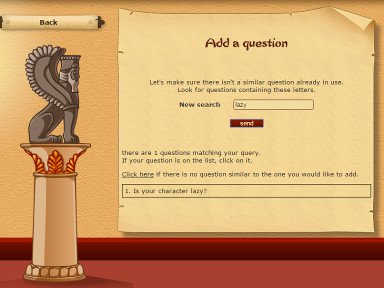 Back
Add a question
Let's make sure there isn't a similar question already in use.
Look for questions containing these letters.
New search lazy
send
there are 1 questions matching your query.
If your question is on the list, click on it.
Click here if there is no question similar to the one you would like to add.
1. Is your character lazy?